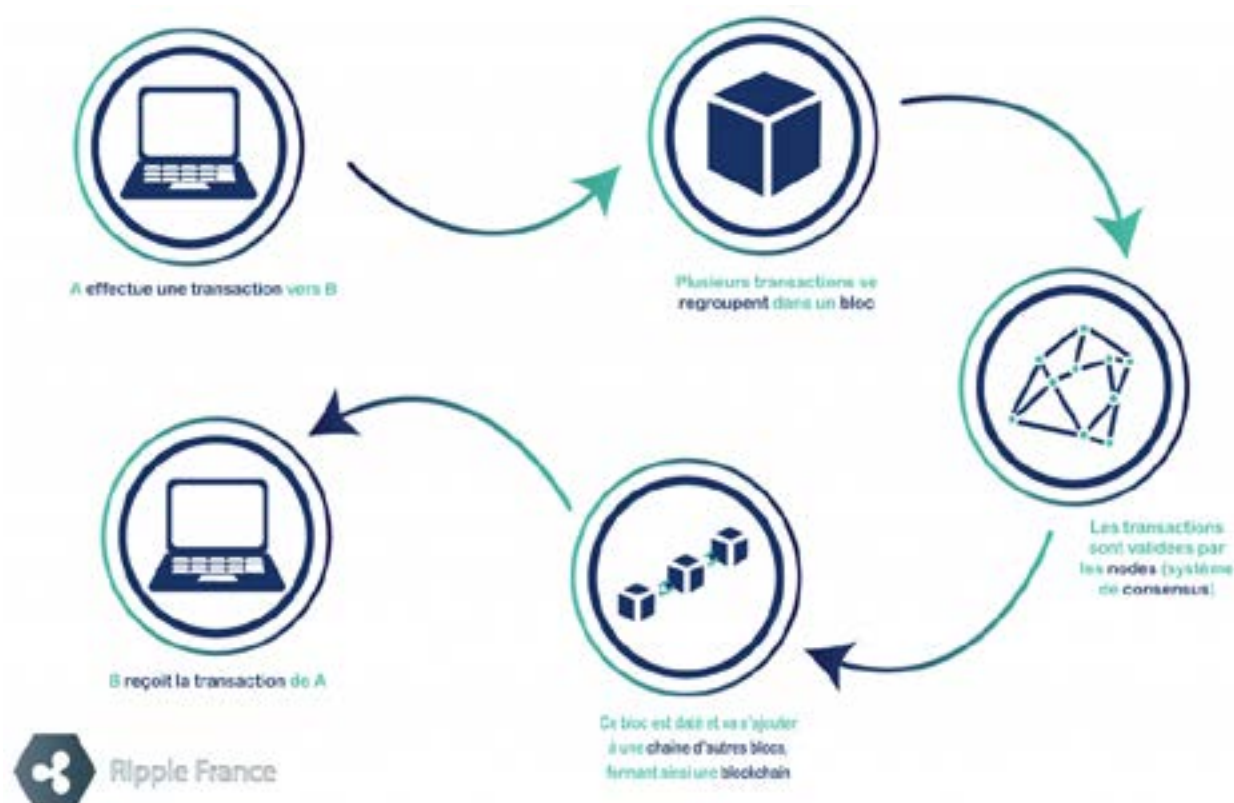 A effectue une transaction vers B
Plusieurs transactions se
regroupent dans un bloc
Les transactions
sont validées par
les nodes (système
de consensus)
Ce bloc est daté et va s'ajouter
à une chaine d'autres blocs,
formant ainsi une blockchain
B reçoit la transaction de A
Ripple France